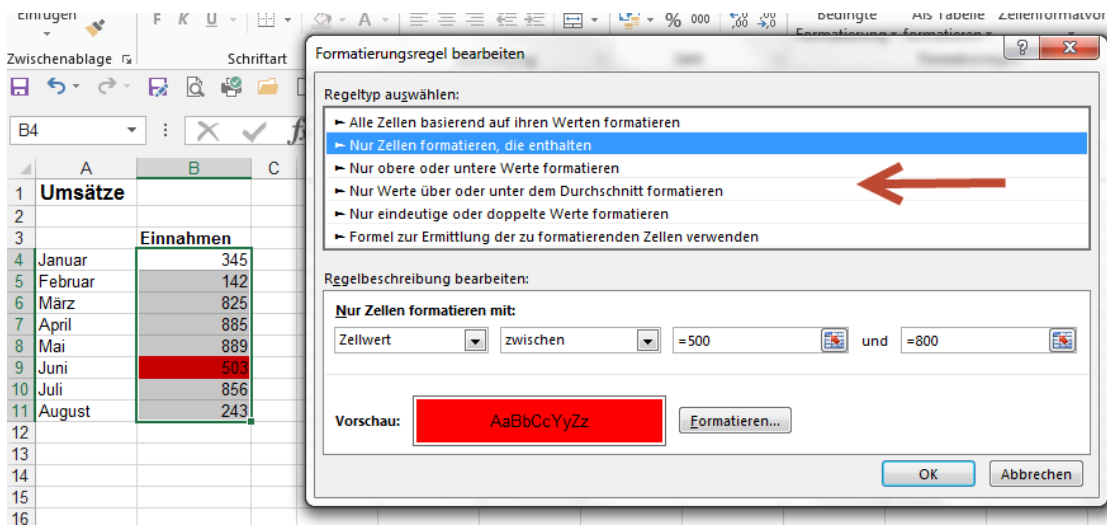 Einfügen
F K U
A
% 000
,00
Bedingte Als Tabelle Zellenformatvor
Formatierung formatieren
Zwischenablage Schriftart
B4
Formatierungsregel bearbeiten
Regeltyp auswählen:
► Alle Zellen basierend auf ihren Werten formatieren
► Nur Zellen formatieren, die enthalten
► Nur obere oder untere Werte formatieren
► Nur Werte über oder unter dem Durchschnitt formatieren
► Nur eindeutige oder doppelte Werte formatieren
► Formel zur Ermittlung der zu formatierenden Zellen verwenden
Regelbeschreibung bearbeiten:
Nur Zellen formatieren mit:
Zellwert zwischen =500 und =800
Vorschau: AaBbCcYyZz Formatieren...
OK Abbrechen
A B C
1 Umsätze
2
3 Einnahmen
4 Januar 345
5 Februar 142
6 März 825
7 April 885
8 Mai 889
9 Juni 503
10 Juli 856
11 August 243
12
13
14
15
16